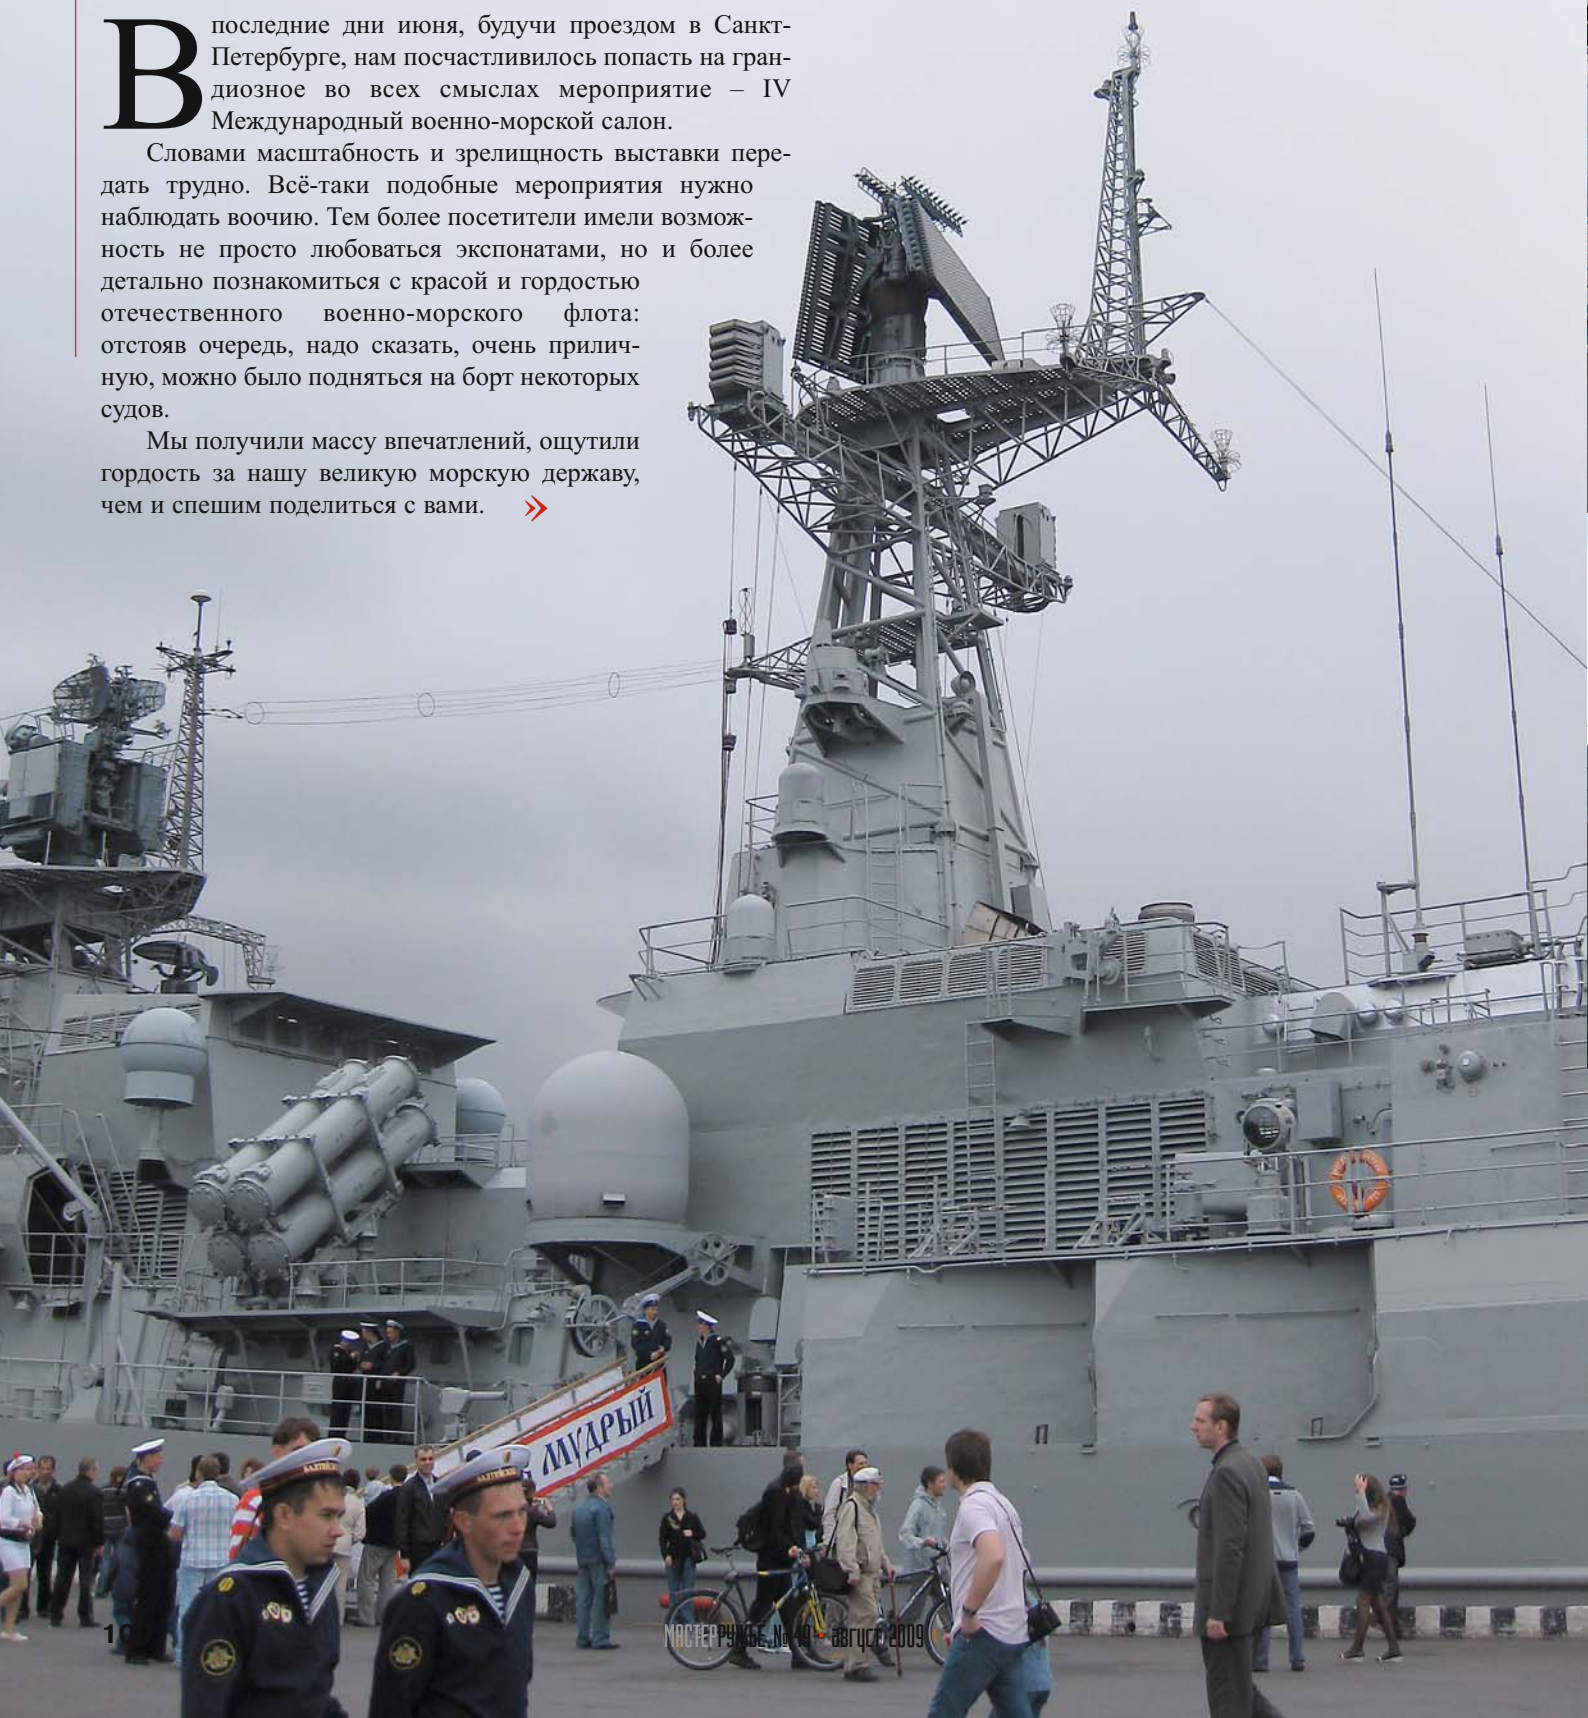 В последние дни июня, будучи проездом в Санкт-
Петербурге, нам посчастливилось попасть на гран-
диозное во всех смыслах мероприятие – IV
Международный военно-морской салон.
Словами масштабность и зрелищность выставки пере-
дать трудно. Всё-таки подобные мероприятия нужно
наблюдать воочию. Тем более посетители имели возмож-
ность не просто любоваться экспонатами, но и более
детально познакомиться с красой и гордостью
отечественного военно-морского флота:
отстояв очередь, надо сказать, очень прилич-
ную, можно было подняться на борт некоторых
судов.
Мы получили массу впечатлений, ощутили
гордость за нашу великую морскую державу,
чем и спешим поделиться с вами. »
МУДРЫЙ
МАСТЕРРУЖЬЕ № • август 2009